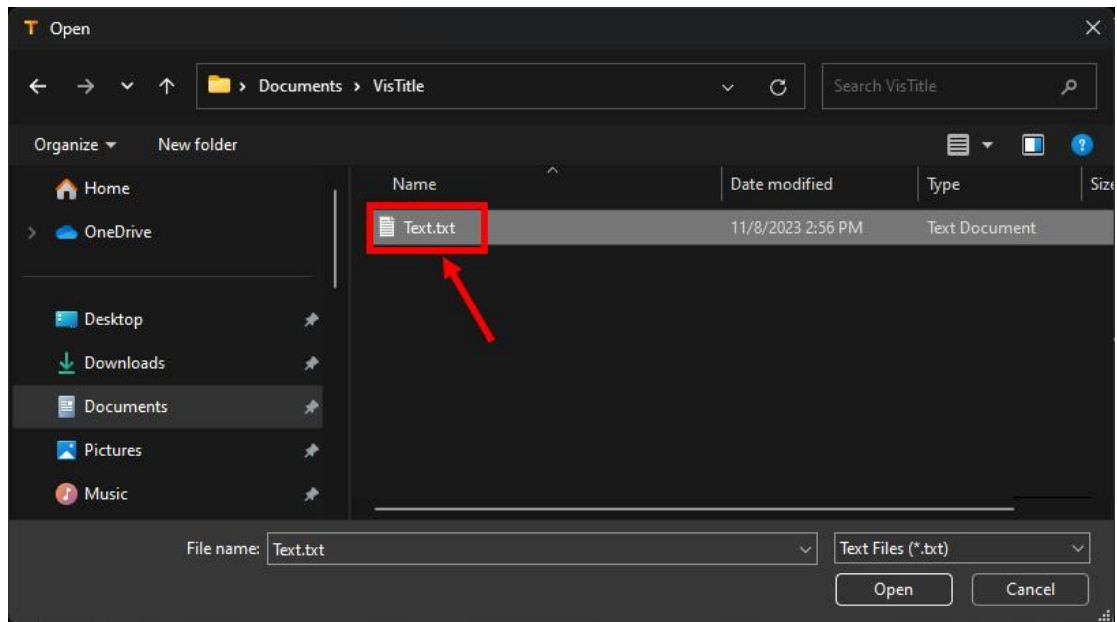 Open
Documents > VisTitle
Search VisTitle
Organize
New folder
Name
Date modified
Type
Size
Home
OneDrive
Text.txt
11/8/2023 2:56 PM
Text Document
Desktop
Downloads
Documents
Pictures
Music
File name: Text.txt
Text Files (*.txt)
Open
Cancel